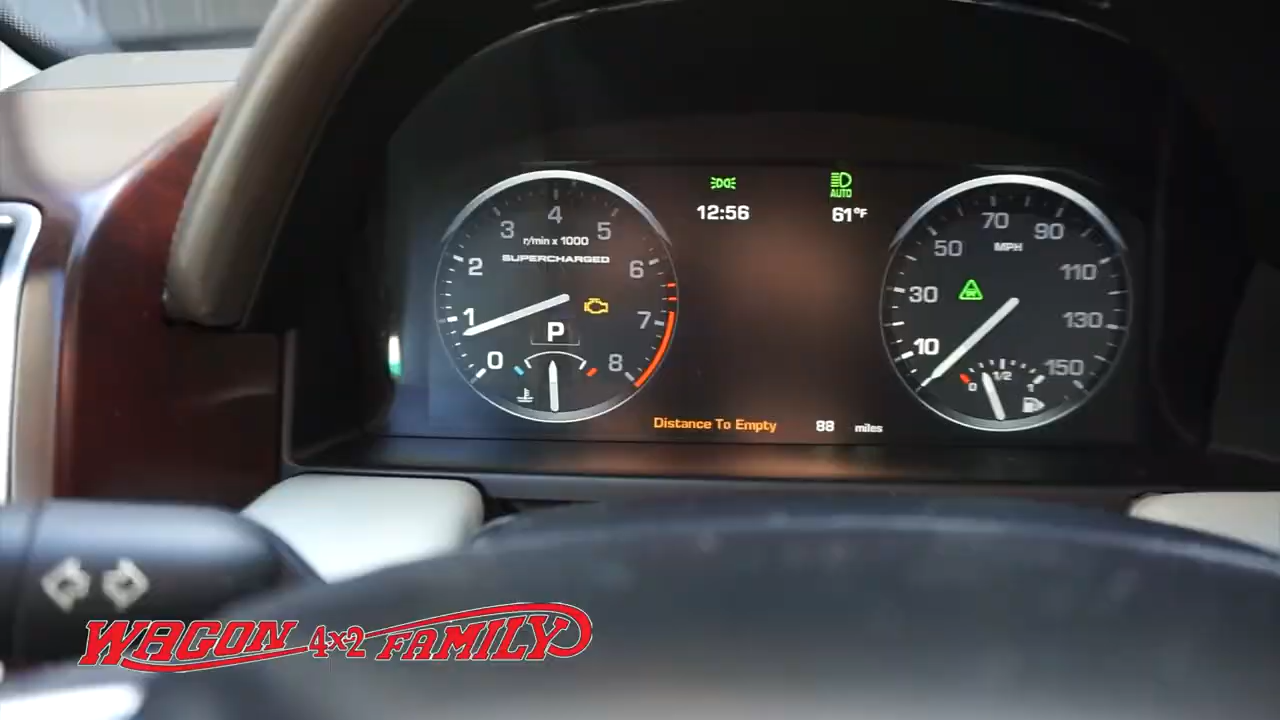 4
3
5
r/min x 1000
SUPERCHARGED
2
6
1
7
P
0
8
AUTO
12:56
61°F
Distance To Empty 88 miles
70
50
90
MPH
110
30
130
10
150
0
1/2
1
WAGON 4x2 FAMILY